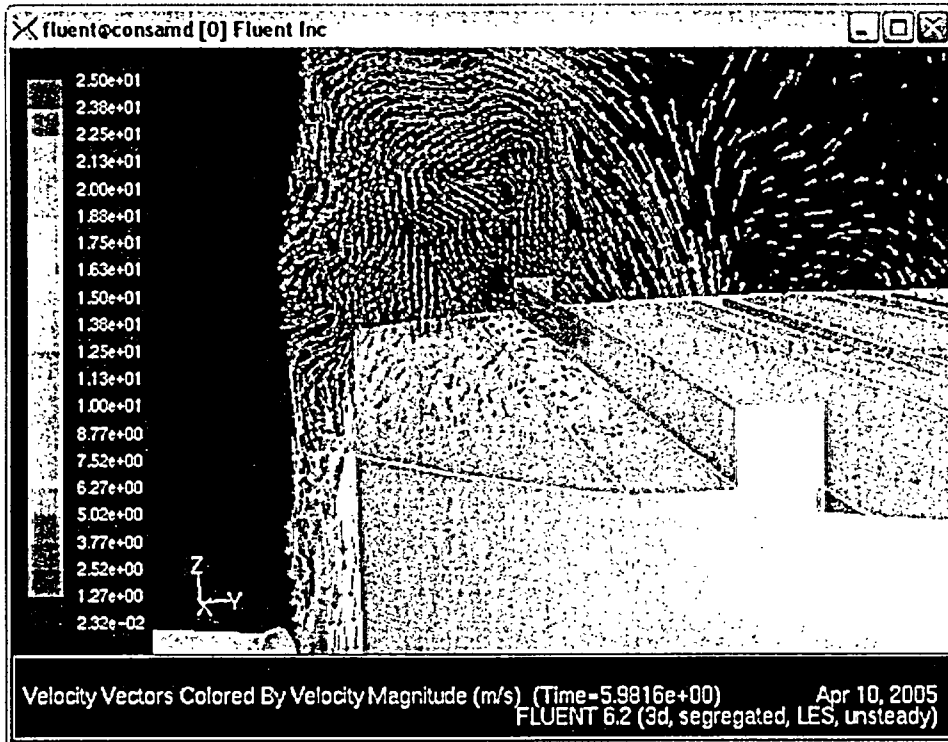 fluent@consamd [0] Fluent Inc
2.50e+01
2.38e+01
2.25e+01
2.13e+01
2.00e+01
1.88e+01
1.75e+01
1.63e+01
1.50e+01
1.38e+01
1.25e+01
1.13e+01
1.00e+01
8.77e+00
7.52e+00
6.27e+00
5.02e+00
3.77e+00
2.52e+00
1.27e+00
2.32e-02
Z
X Y
Velocity Vectors Colored By Velocity Magnitude (m/s) (Time=5.9816e+00) Apr 10, 2005
FLUENT 6.2 (3d, segregated, LES, unsteady)